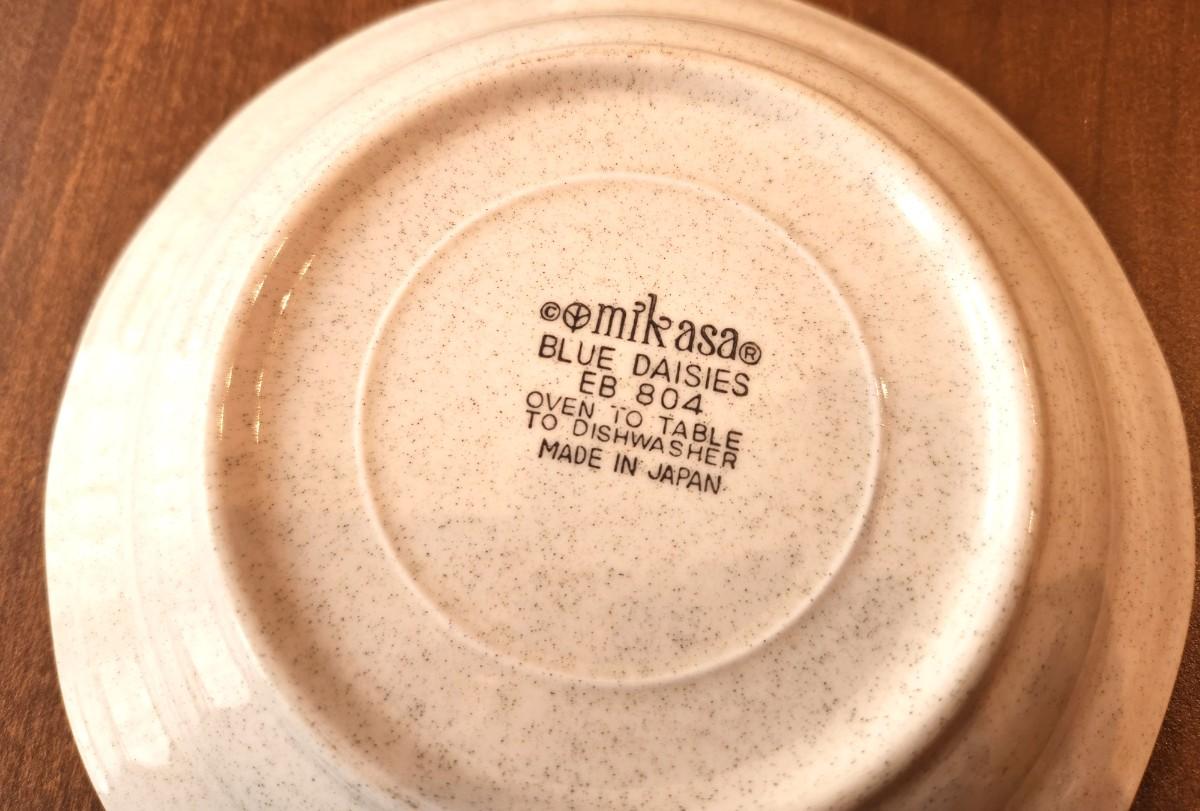 © mikasa®
BLUE DAISIES
EB 804
OVEN TO TABLE
TO DISHWASHER
MADE IN JAPAN